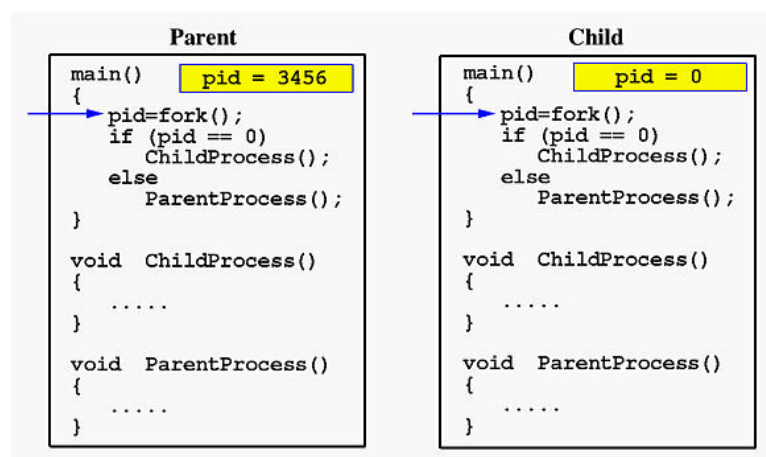 Parent
main()
pid = 3456
{
pid=fork();
if (pid == 0)
ChildProcess();
else
ParentProcess();
}
void ChildProcess()
{
.....
}
void ParentProcess()
{
.....
}
Child
main()
pid = 0
{
pid=fork();
if (pid == 0)
ChildProcess();
else
ParentProcess();
}
void ChildProcess()
{
.....
}
void ParentProcess()
{
.....
}